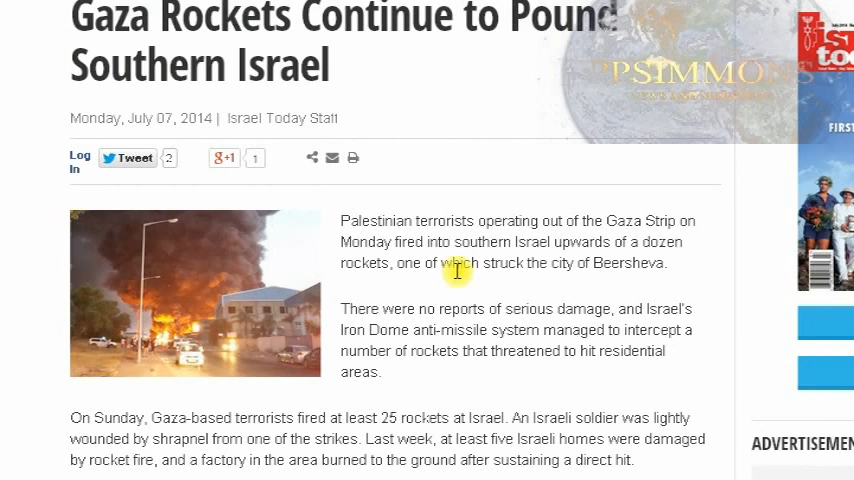 Gaza Rockets Continue to Pound
Southern Israel
PSIMMONS
Monday, July 07, 2014 | Israel Today Staff
Log In
Tweet 2
g+1 1
FIRST
Palestinian terrorists operating out of the Gaza Strip on
Monday fired into southern Israel upwards of a dozen
rockets, one of which struck the city of Beersheva.
There were no reports of serious damage, and Israel's
Iron Dome anti-missile system managed to intercept a
number of rockets that threatened to hit residential
areas.
On Sunday, Gaza-based terrorists fired at least 25 rockets at Israel. An Israeli soldier was lightly
wounded by shrapnel from one of the strikes. Last week, at least five Israeli homes were damaged
by rocket fire, and a factory in the area burned to the ground after sustaining a direct hit.
ADVERTISEMEN